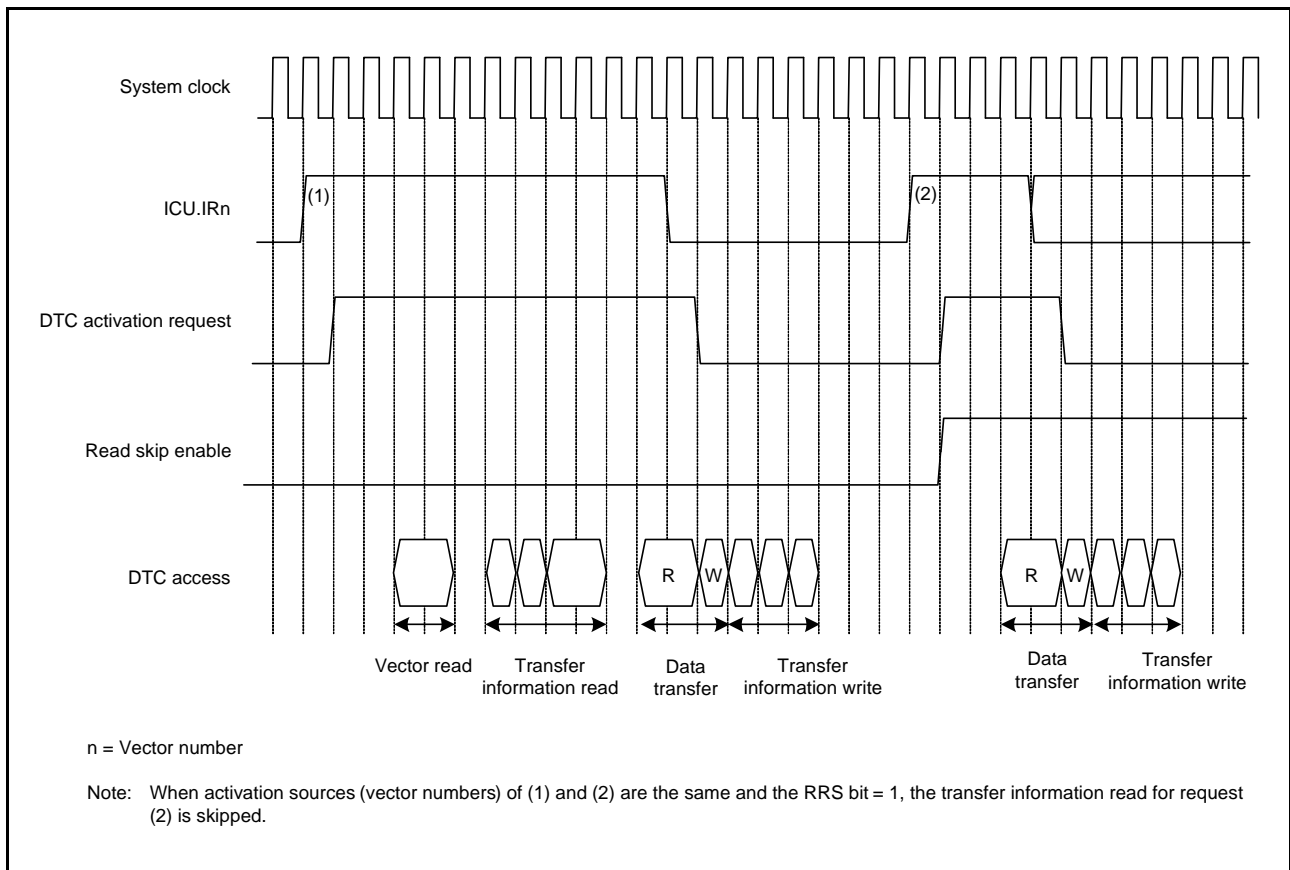 System clock
ICU.IRn
(1)
(2)
DTC activation request
Read skip enable
DTC access
R
W
R
W
Vector read
Transfer
information read
Data
transfer
Transfer
information write
Data
transfer
Transfer
information write
n = Vector number
Note: When activation sources (vector numbers) of (1) and (2) are the same and the RRS bit = 1, the transfer information read for request
(2) is skipped.